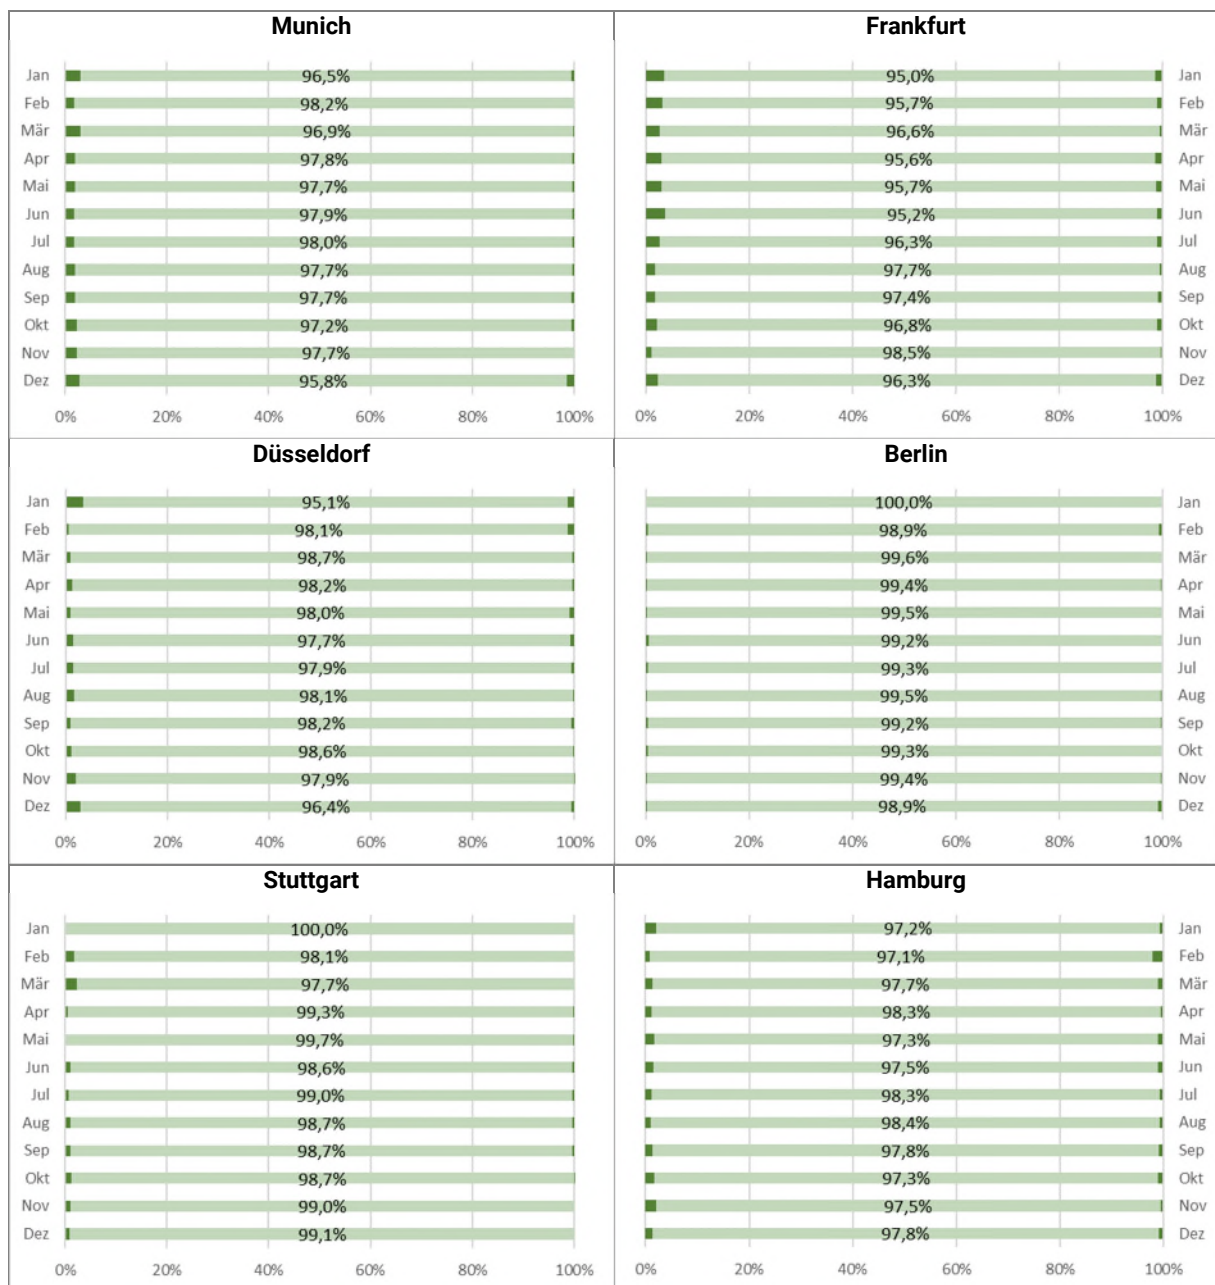 Munich
Jan 96,5%
Feb 98,2%
Mär 96,9%
Apr 97,8%
Mai 97,7%
Jun 97,9%
Jul 98,0%
Aug 97,7%
Sep 97,7%
Okt 97,2%
Nov 97,7%
Dez 95,8%
0% 20% 40% 60% 80% 100%
Frankfurt
95,0% Jan
95,7% Feb
96,6% Mär
95,6% Apr
95,7% Mai
95,2% Jun
96,3% Jul
97,7% Aug
97,4% Sep
96,8% Okt
98,5% Nov
96,3% Dez
0% 20% 40% 60% 80% 100%
Düsseldorf
Jan 95,1%
Feb 98,1%
Mär 98,7%
Apr 98,2%
Mai 98,0%
Jun 97,7%
Jul 97,9%
Aug 98,1%
Sep 98,2%
Okt 98,6%
Nov 97,9%
Dez 96,4%
0% 20% 40% 60% 80% 100%
Berlin
100,0% Jan
98,9% Feb
99,6% Mär
99,4% Apr
99,5% Mai
99,2% Jun
99,3% Jul
99,5% Aug
99,2% Sep
99,3% Okt
99,4% Nov
98,9% Dez
0% 20% 40% 60% 80% 100%
Stuttgart
Jan 100,0%
Feb 98,1%
Mär 97,7%
Apr 99,3%
Mai 99,7%
Jun 98,6%
Jul 99,0%
Aug 98,7%
Sep 98,7%
Okt 98,7%
Nov 99,0%
Dez 99,1%
0% 20% 40% 60% 80% 100%
Hamburg
97,2% Jan
97,1% Feb
97,7% Mär
98,3% Apr
97,3% Mai
97,5% Jun
98,3% Jul
98,4% Aug
97,8% Sep
97,3% Okt
97,5% Nov
97,8% Dez
0% 20% 40% 60% 80% 100%